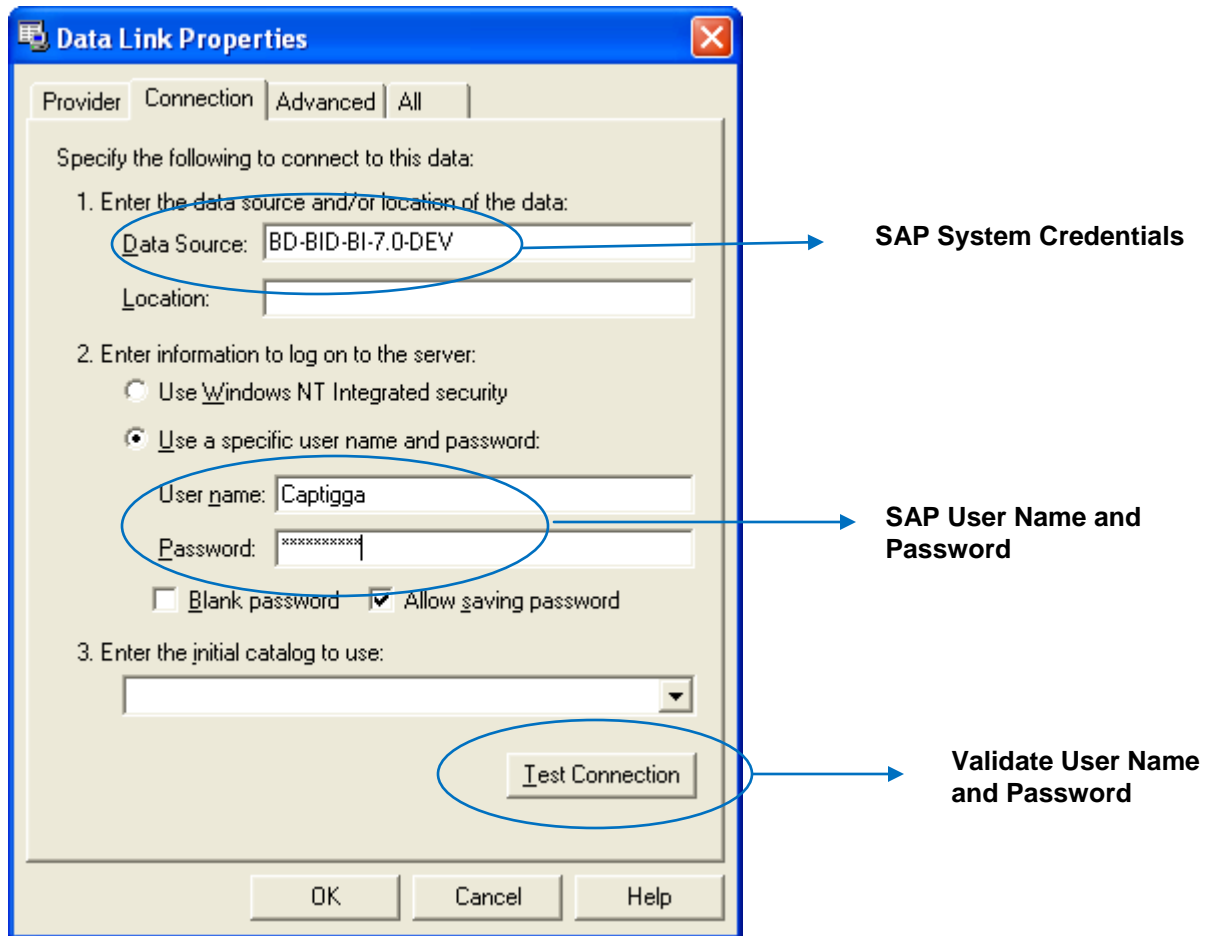 Data Link Properties
Provider Connection Advanced All
Specify the following to connect to this data:
1. Enter the data source and/or location of the data:
Data Source: BD-BID-BI-7.0-DEV
SAP System Credentials
Location:
2. Enter information to log on to the server:
Use Windows NT Integrated security
Use a specific user name and password:
User name: Captigga
Password: **********
SAP User Name and
Password
Blank password Allow saving password
3. Enter the initial catalog to use:
Test Connection
Validate User Name
and Password
OK Cancel Help